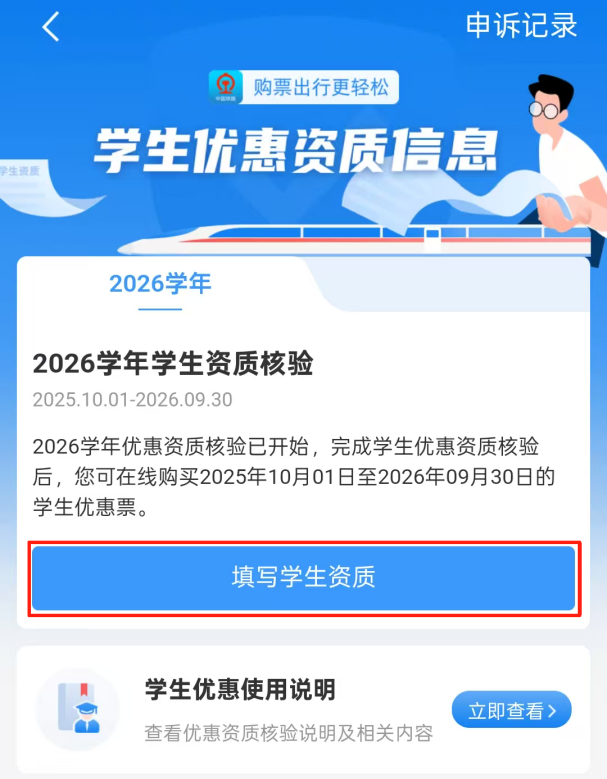 申诉记录
购票出行更轻松
学生优惠资质信息
学生资质
2026学年
2026学年学生资质核验
2025.10.01-2026.09.30
2026学年优惠资质核验已开始，完成学生优惠资质核验
后，您可在线购买2025年10月01日至2026年09月30日的
学生优惠票。
填写学生资质
学生优惠使用说明
立即查看>
查看优惠资质核验说明及相关内容